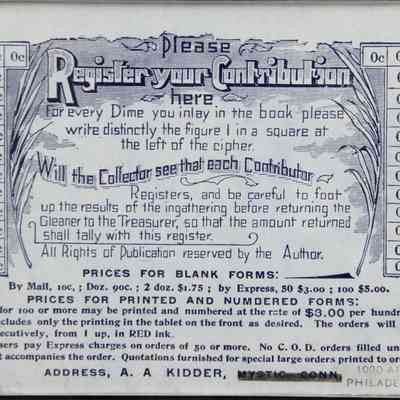 Please
0c 0c
Register your Contribution
here
For every Dime you inlay in the book please
write distinctly the figure 1 in a square at
the left of the cipher.
Will the Collector see that each Contributor
Registers, and be careful to foot
up the results of the ingathering before returning the
Gleaner to the Treasurer, so that the amount returned
shall tally with this register.
All Rights of Publication reserved by the Author.
PRICES FOR BLANK FORMS:
By Mail, 10c, ; Doz. 90c. ; 2 doz. $1.75 ; by Express, 50 $3.00 ; 100 $5.00.
PRICES FOR PRINTED AND NUMBERED FORMS:
for 100 or more may be printed and numbered at the rate of $3.00 per hund
cludes only the printing in the tablet on the front as desired. The orders will
ecutively, from 1 up, in RED ink.
sers pay Express charges on orders of 50 or more. No C. O. D. orders filled un
t accompanies the order. Quotations furnished for special large orders printed to or
ADDRESS, A. A KIDDER, MYSTIC CONN.
1000 A
PHILADE